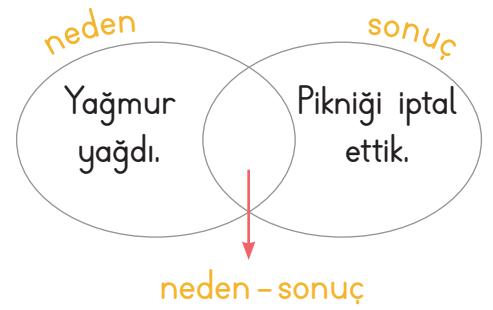 neden
sonuç
Yağmur
yağdı.
Pikniği iptal
ettik.
neden – sonuç